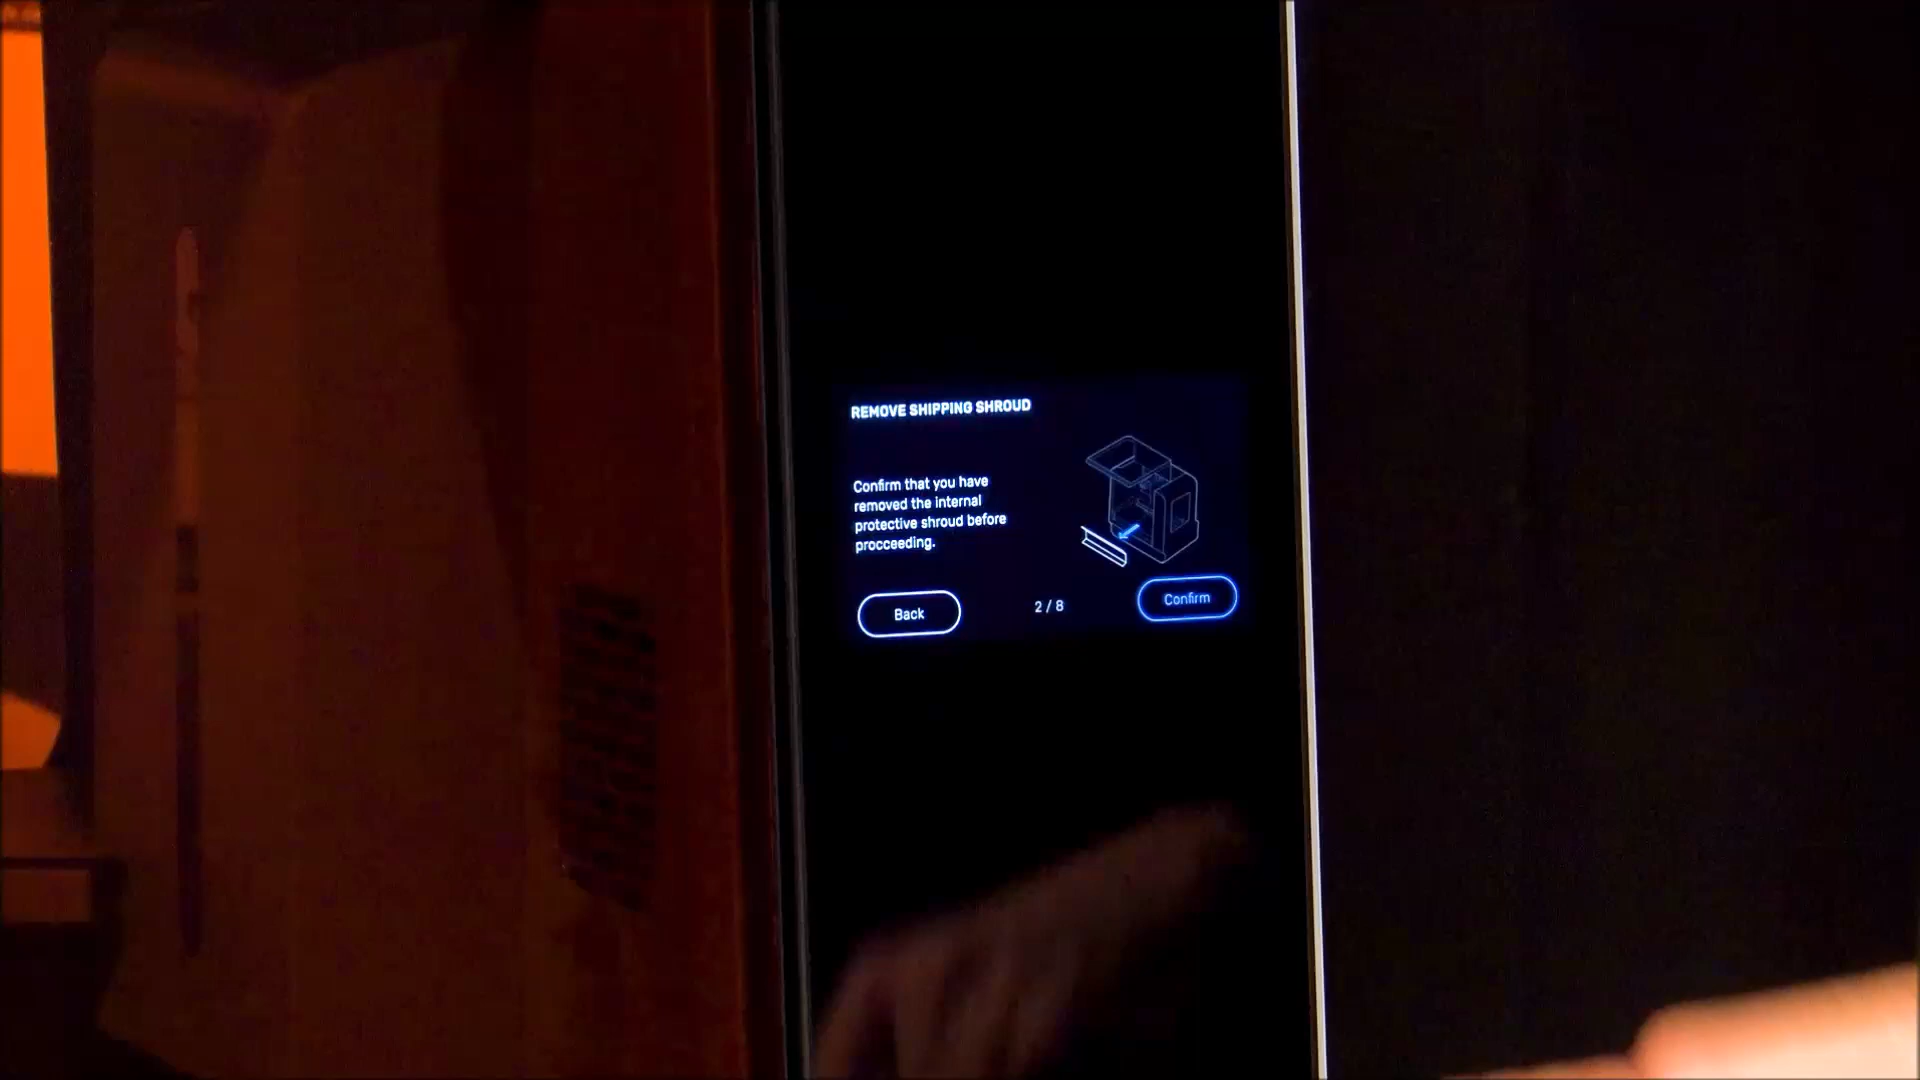 REMOVE SHIPPING SHROUD
Confirm that you have
removed the internal
protective shroud before
procceeding.
Back
2 / 8
Confirm